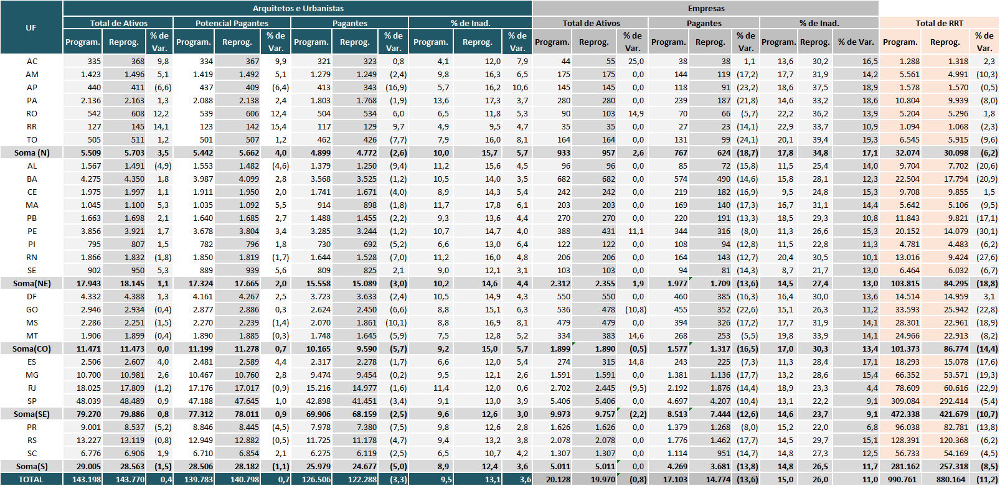 UF Arquitetos e Urbanistas Empresas
Total de Ativos Potencial Pagantes Pagantes % de Inad. Total de Ativos Pagantes % de Inad. Total de RRT
Program. Reprog. % de Var. Program. Reprog. % de Var. Program. Reprog. % de Var. Program. Reprog. % de Var. Program. Reprog. % de Var. Program. Reprog. % de Var. Program. Reprog. % de Var. Program. Reprog. % de Var.
AC 335 368 9,8 334 367 9,9 321 323 0,8 4,1 12,0 7,9 44 55 25,0 38 38 1,1 13,6 30,2 16,5 1.288 1.318 2,3
AM 1.423 1.496 5,1 1.419 1.492 5,1 1.279 1.249 (2,4) 9,8 16,3 6,5 175 175 0,0 144 119 (17,2) 17,7 31,9 14,2 5.561 4.991 (10,3)
AP 440 411 (6,6) 437 409 (6,4) 413 343 (16,9) 5,7 16,2 10,6 145 145 0,0 118 91 (23,2) 18,6 37,5 18,9 1.578 1.570 (0,5)
PA 2.136 2.163 1,3 2.088 2.138 2,4 1.803 1.768 (1,9) 13,6 17,3 3,7 280 280 0,0 239 187 (21,8) 14,6 33,2 18,6 10.804 9.939 (8,0)
RO 542 608 12,2 539 606 12,4 504 534 6,0 6,5 11,8 5,3 90 103 14,9 70 66 (5,7) 22,2 36,2 13,9 5.204 5.296 1,8
RR 127 145 14,1 123 142 15,4 117 129 9,7 4,9 9,5 4,7 35 35 0,0 27 23 (14,1) 22,9 33,7 10,9 1.094 1.068 (2,3)
TO 505 511 1,2 501 507 1,2 462 426 (7,7) 7,9 16,0 8,1 164 164 0,0 131 99 (24,1) 20,1 39,4 19,3 6.545 5.915 (9,6)
Soma (N) 5.509 5.703 3,5 5.442 5.662 4,0 4.899 4.772 (2,6) 10,0 15,7 5,7 933 957 2,6 767 624 (18,7) 17,8 34,8 17,1 32.074 30.098 (6,2)
AL 1.567 1.491 (4,9) 1.553 1.482 (4,6) 1.379 1.250 (9,4) 11,2 15,6 4,5 96 96 0,0 85 72 (15,8) 11,5 25,4 14,0 9.704 7.702 (20,6)
BA 4.275 4.350 1,8 3.987 4.099 2,8 3.568 3.525 (1,2) 10,5 14,0 3,5 682 682 0,0 574 490 (14,6) 15,8 28,1 12,3 22.504 17.794 (20,9)
CE 1.975 1.997 1,1 1.911 1.950 2,0 1.741 1.671 (4,0) 8,9 14,3 5,4 242 242 0,0 219 182 (16,9) 9,5 24,8 15,3 9.708 9.855 1,5
MA 1.045 1.100 5,3 1.035 1.092 5,5 914 898 (1,8) 11,7 17,8 6,1 203 203 0,0 169 140 (17,3) 16,7 31,1 14,4 5.642 5.106 (9,5)
PB 1.663 1.698 2,1 1.640 1.685 2,7 1.488 1.455 (2,2) 9,3 13,6 4,4 270 270 0,0 220 191 (13,3) 18,5 29,3 10,8 11.843 9.821 (17,1)
PE 3.856 3.921 1,7 3.678 3.804 3,4 3.285 3.244 (1,2) 10,7 14,7 4,0 388 431 11,1 344 316 (8,0) 11,3 26,6 15,3 20.152 14.079 (30,1)
PI 795 807 1,5 782 796 1,8 730 692 (5,2) 6,6 13,0 6,4 122 122 0,0 108 94 (12,8) 11,5 22,8 11,3 4.781 4.483 (6,2)
RN 1.866 1.832 (1,8) 1.850 1.819 (1,7) 1.644 1.528 (7,0) 11,2 16,0 4,8 206 206 0,0 164 143 (12,7) 20,4 30,5 10,1 13.016 9.424 (27,6)
SE 902 950 5,3 889 939 5,6 809 825 2,1 9,0 12,1 3,1 103 103 0,0 94 81 (14,3) 8,7 21,7 13,0 6.464 6.032 (6,7)
Soma(NE) 17.943 18.145 1,1 17.324 17.665 2,0 15.558 15.089 (3,0) 10,2 14,6 4,4 2.312 2.355 1,9 1.977 1.709 (13,6) 14,5 27,4 13,0 103.815 84.295 (18,8)
DF 4.332 4.388 1,3 4.161 4.267 2,5 3.723 3.633 (2,4) 10,5 14,9 4,3 550 550 0,0 460 385 (16,3) 16,4 30,0 13,6 14.514 14.959 3,1
GO 2.946 2.934 (0,4) 2.877 2.886 0,3 2.624 2.450 (6,6) 8,8 15,1 6,3 536 478 (10,8) 455 352 (22,6) 15,1 26,3 11,2 33.593 25.942 (22,8)
MS 2.286 2.251 (1,5) 2.270 2.239 (1,4) 2.070 1.861 (10,1) 8,8 16,9 8,1 479 479 0,0 394 326 (17,2) 17,7 31,9 14,1 28.301 22.961 (18,9)
MT 1.906 1.899 (0,4) 1.890 1.885 (0,3) 1.748 1.645 (5,9) 7,5 12,8 5,2 334 383 14,6 268 253 (5,5) 19,8 33,9 14,1 24.966 22.913 (8,2)
Soma(CO) 11.471 11.473 0,0 11.199 11.278 0,7 10.165 9.590 (5,7) 9,2 15,0 5,7 1.899 1.890 (0,5) 1.577 1.317 (16,5) 17,0 30,3 13,4 101.373 86.774 (14,4)
ES 2.506 2.607 4,0 2.481 2.589 4,4 2.317 2.278 (1,7) 6,6 12,0 5,4 274 315 14,8 243 225 (7,3) 11,3 28,4 17,1 18.293 15.078 (17,6)
MG 10.700 10.981 2,6 10.467 10.760 2,8 9.474 9.454 (0,2) 9,5 12,1 2,6 1.591 1.591 0,0 1.381 1.136 (17,7) 13,2 28,6 15,4 66.352 53.571 (19,3)
RJ 18.025 17.809 (1,2) 17.176 17.017 (0,9) 15.216 14.977 (1,6) 11,4 12,0 0,6 2.702 2.445 (9,5) 2.192 1.876 (14,4) 18,9 23,3 4,4 78.609 60.616 (22,9)
SP 48.039 48.489 0,9 47.188 47.645 1,0 42.898 41.451 (3,4) 9,1 13,0 3,9 5.406 5.406 0,0 4.697 4.207 (10,4) 13,1 22,2 9,1 309.084 292.414 (5,4)
Soma(SE) 79.270 79.886 0,8 77.312 78.011 0,9 69.906 68.159 (2,5) 9,6 12,6 3,0 9.973 9.757 (2,2) 8.513 7.444 (12,6) 14,6 23,7 9,1 472.338 421.679 (10,7)
PR 9.001 8.537 (5,2) 8.846 8.445 (4,5) 7.978 7.380 (7,5) 9,8 12,6 2,8 1.626 1.626 0,0 1.379 1.268 (8,0) 15,2 22,0 6,8 96.038 82.781 (13,8)
RS 13.227 13.119 (0,8) 12.949 12.882 (0,5) 11.725 11.178 (4,7) 9,4 13,2 3,8 2.078 2.078 0,0 1.776 1.462 (17,7) 14,5 29,7 15,1 128.391 120.368 (6,2)
SC 6.776 6.906 1,9 6.710 6.854 2,1 6.275 6.119 (2,5) 6,5 10,7 4,2 1.307 1.307 0,0 1.114 951 (14,7) 14,8 27,3 12,5 56.733 54.169 (4,5)
Soma(S) 29.005 28.563 (1,5) 28.506 28.182 (1,1) 25.979 24.677 (5,0) 8,9 12,4 3,6 5.011 5.011 0,0 4.269 3.681 (13,8) 14,8 26,5 11,7 281.162 257.318 (8,5)
TOTAL 143.198 143.770 0,4 139.783 140.798 0,7 126.506 122.288 (3,3) 9,5 13,1 3,6 20.128 19.970 (0,8) 17.103 14.774 (13,6) 15,0 26,0 11,0 990.761 880.164 (11,2)